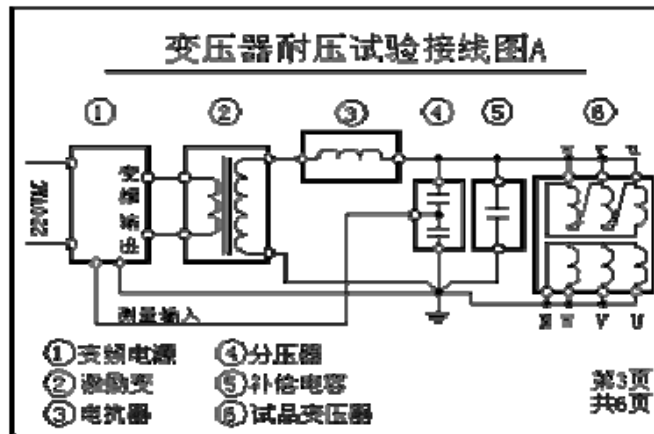 变压器耐压试验接线图A
① ② ③ ④ ⑤ ⑥
220VAC
变频电源
测量输入
N W V U
①变频电源 ④分压器
②激励变 ⑤补偿电容
③电抗器 ⑥试品变压器
第3页
共6页